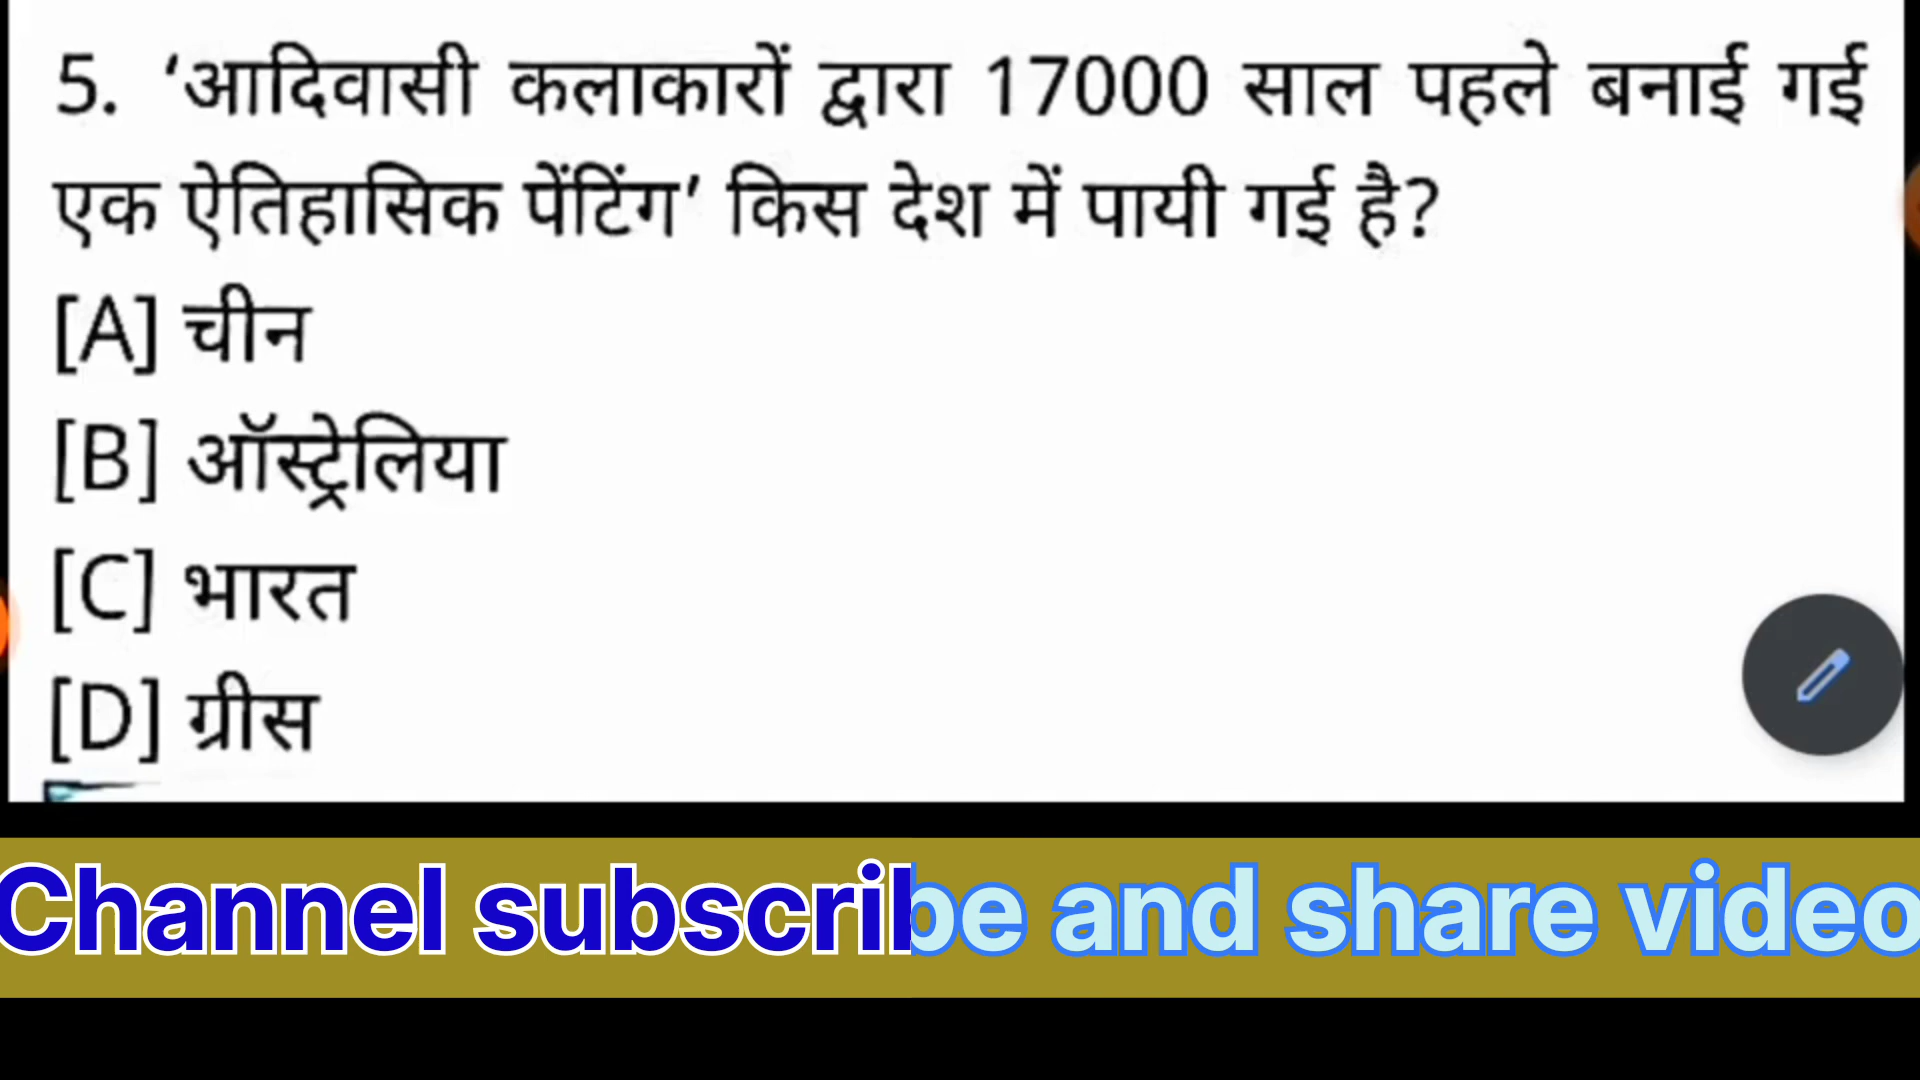 5. ‘आदिवासी कलाकारों द्वारा 17000 साल पहले बनाई गई
एक ऐतिहासिक पेंटिंग’ किस देश में पायी गई है?
[A] चीन
[B] ऑस्ट्रेलिया
[C] भारत
[D] ग्रीस
Channel subscribe and share video